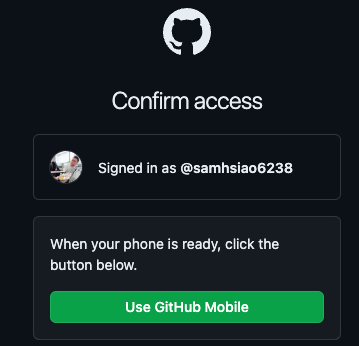 Confirm access
Signed in as @samhsiao6238
When your phone is ready, click the
button below.
Use GitHub Mobile